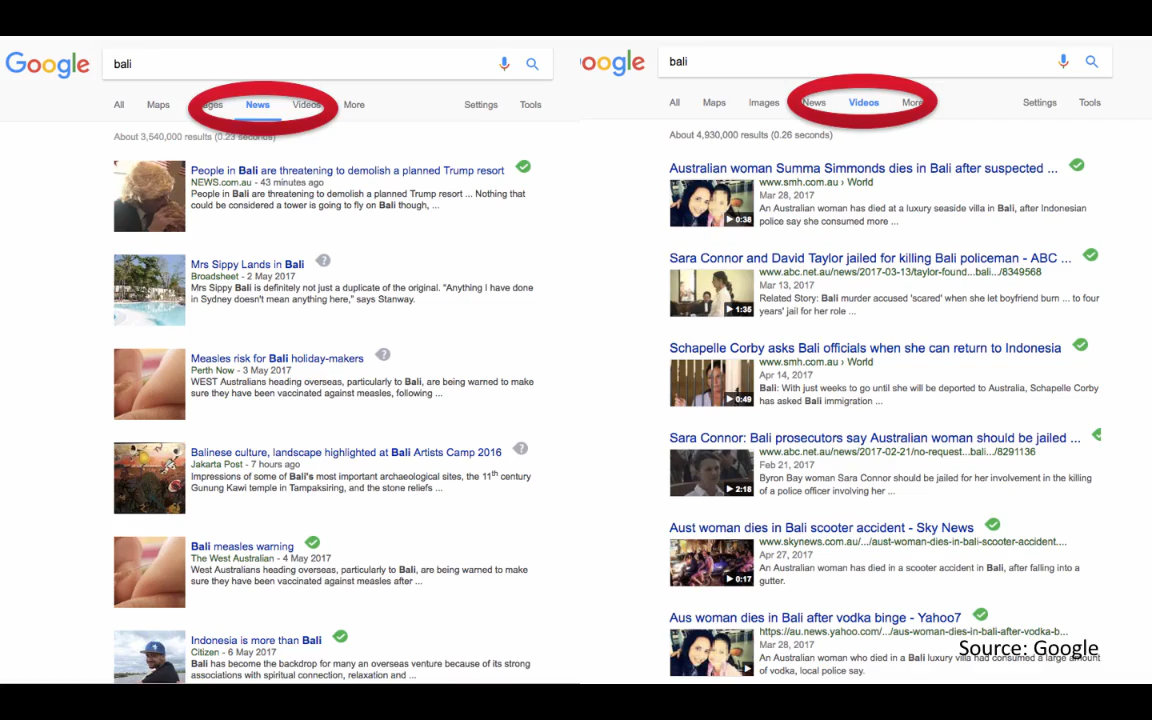 Google
bali
All Maps ages News Videos More Settings Tools
About 3,540,000 results (0.23 seconds)
People in Bali are threatening to demolish a planned Trump resort
NEWS.com.au - 43 minutes ago
People in Bali are threatening to demolish a planned Trump resort ... Nothing that
could be considered a tower is going to fly on Bali though, ...
Mrs Sippy Lands in Bali
Broadsheet - 2 May 2017
Mrs Sippy Bali is definitely not just a duplicate of the original. "Anything I have done
in Sydney doesn't mean anything here," says Stanway.
Measles risk for Bali holiday-makers
Perth Now - 3 May 2017
WEST Australians heading overseas, particularly to Bali, are being warned to make
sure they have been vaccinated against measles, following ...
Balinese culture, landscape highlighted at Bali Artists Camp 2016
Jakarta Post - 7 hours ago
Impressions of some of Bali's most important archaeological sites, the 11th century
Gunung Kawi temple in Tampaksiring, and the stone reliefs ...
Bali measles warning
The West Australian - 4 May 2017
West Australians heading overseas, particularly to Bali, are being warned to make
sure they have been vaccinated against measles after ...
Indonesia is more than Bali
Citizen - 6 May 2017
Bali has become the backdrop for many an overseas venture because of its strong
associations with spiritual connection, relaxation and ...
oogle
bali
All Maps Images News Videos More Settings Tools
About 4,930,000 results (0.26 seconds)
Australian woman Summa Simmonds dies in Bali after suspected ...
www.smh.com.au › World
Mar 28, 2017
0:38
An Australian woman has died at a luxury seaside villa in Bali, after Indonesian
police say she consumed more ...
Sara Connor and David Taylor jailed for killing Bali policeman - ABC ...
www.abc.net.au/news/2017-03-13/taylor-found...bali.../8349568
Mar 13, 2017
1:35
Related Story: Bali murder accused 'scared' when she let boyfriend burn ... to four
years' jail for her role ...
Schapelle Corby asks Bali officials when she can return to Indonesia
www.smh.com.au › World
Apr 14, 2017
0:49
Bali: With just weeks to go until she will be deported to Australia, Schapelle Corby
has asked Bali immigration ...
Sara Connor: Bali prosecutors say Australian woman should be jailed ...
www.abc.net.au/news/2017-02-21/no-request...bali.../8291136
Feb 21, 2017
2:18
Byron Bay woman Sara Connor should be jailed for her involvement in the killing
of a police officer involving her ...
Aust woman dies in Bali scooter accident - Sky News
www.skynews.com.au/.../aust-woman-dies-in-bali-scooter-accident....
Apr 27, 2017
0:17
An Australian woman has died in a scooter accident in Bali, after falling into a
gutter.
Aus woman dies in Bali after vodka binge - Yahoo7
https://au.news.yahoo.com/.../aus-woman-dies-in-bali-after-vodka-b...
Mar 28, 2017
An Australian woman who died in a Bali luxury villa had consumed a large amount
of vodka, local police say.
Source: Google